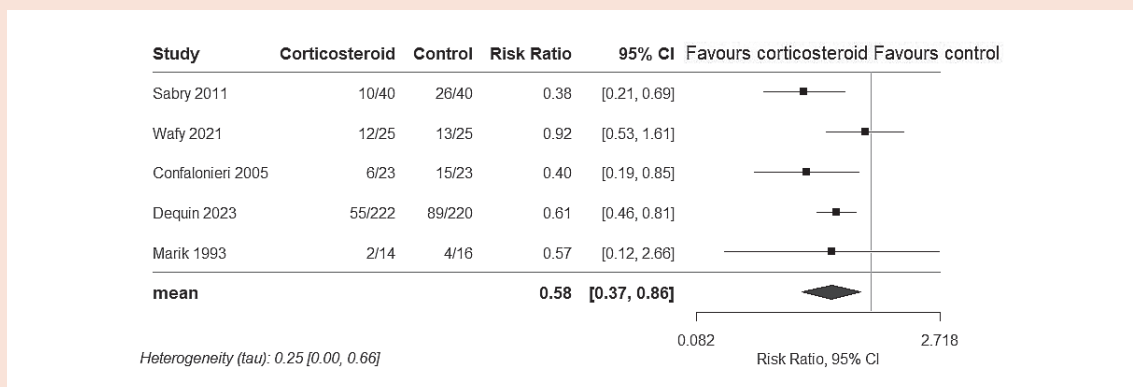 Study Corticosteroid Control Risk Ratio 95% CI Favours corticosteroid Favours control
Sabry 2011 10/40 26/40 0.38 [0.21, 0.69]
Wafy 2021 12/25 13/25 0.92 [0.53, 1.61]
Confalonieri 2005 6/23 15/23 0.40 [0.19, 0.85]
Dequin 2023 55/222 89/220 0.61 [0.46, 0.81]
Marik 1993 2/14 4/16 0.57 [0.12, 2.66]
mean 0.58 [0.37, 0.86]
0.082 2.718
Heterogeneity (tau): 0.25 [0.00, 0.66] Risk Ratio, 95% CI